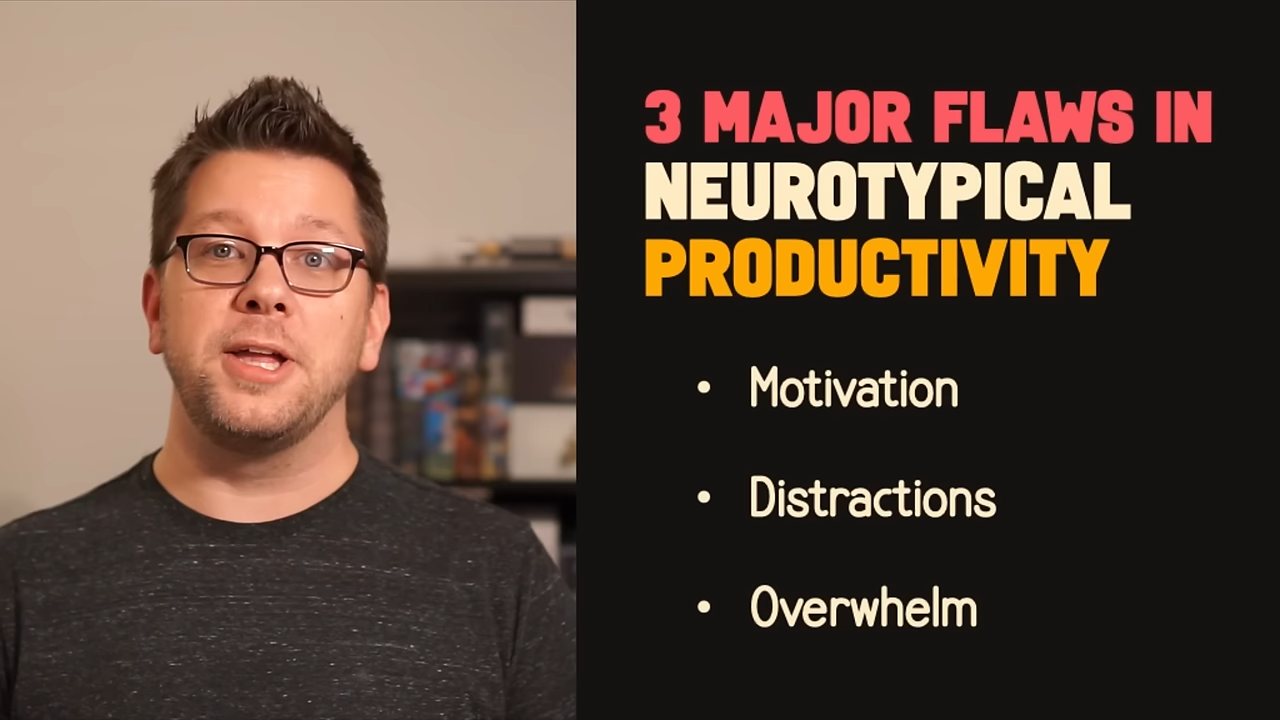 3 MAJOR FLAWS IN
NEUROTYPICAL
PRODUCTIVITY
• Motivation
• Distractions
• Overwhelm